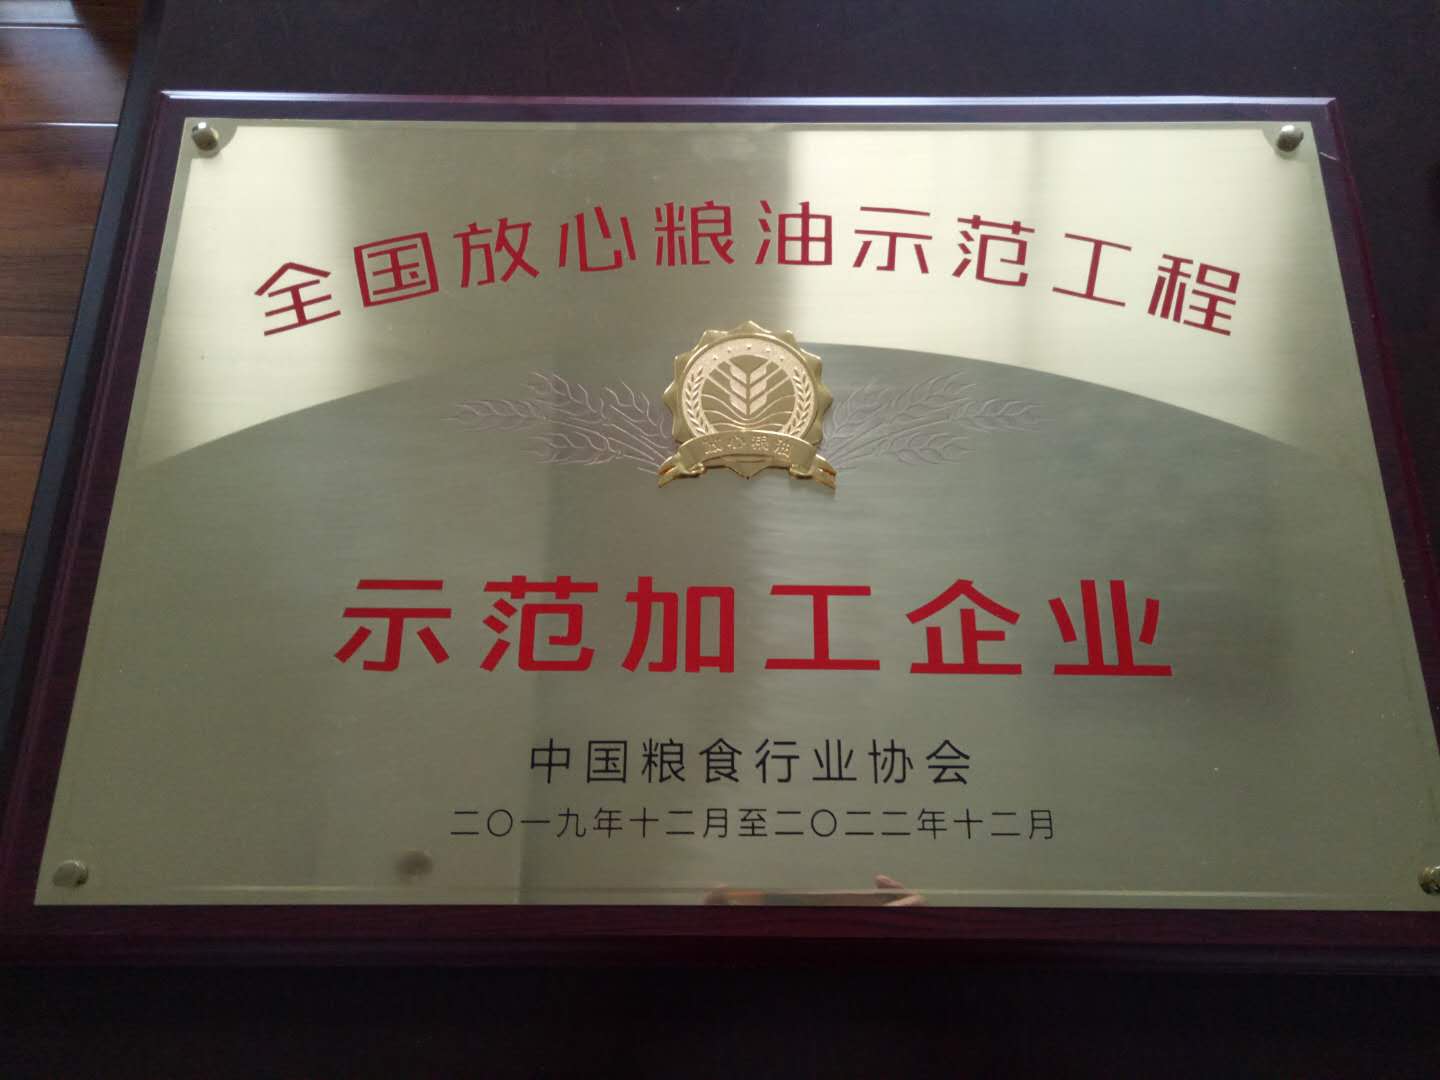 全国放心粮油示范工程
放心粮油
示范加工企业
中国粮食行业协会
二〇一九年十二月至二〇二二年十二月